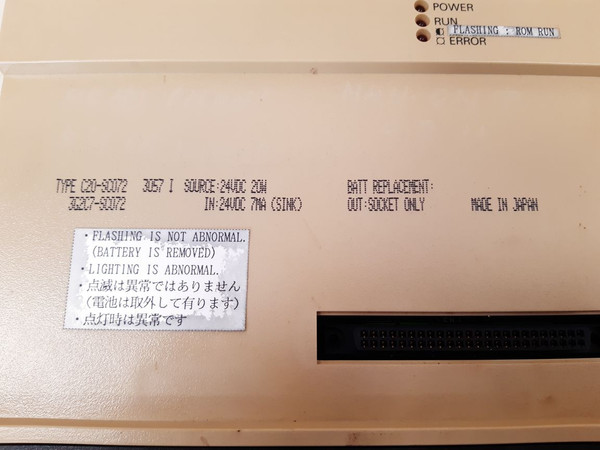 POWER
RUN
FLASHING : ROM RUN
ERROR
TYPE C20-SC072 3057 I SOURCE:24VDC 20W BATT REPLACEMENT:
3G2C7-SC072 IN:24VDC 7MA (SINK) OUT:SOCKET ONLY MADE IN JAPAN
・FLASHING IS NOT ABNORMAL.
(BATTERY IS REMOVED)
・LIGHTING IS ABNORMAL.
・点滅は異常ではありません
(電池は取外して有ります)
・点灯時は異常です